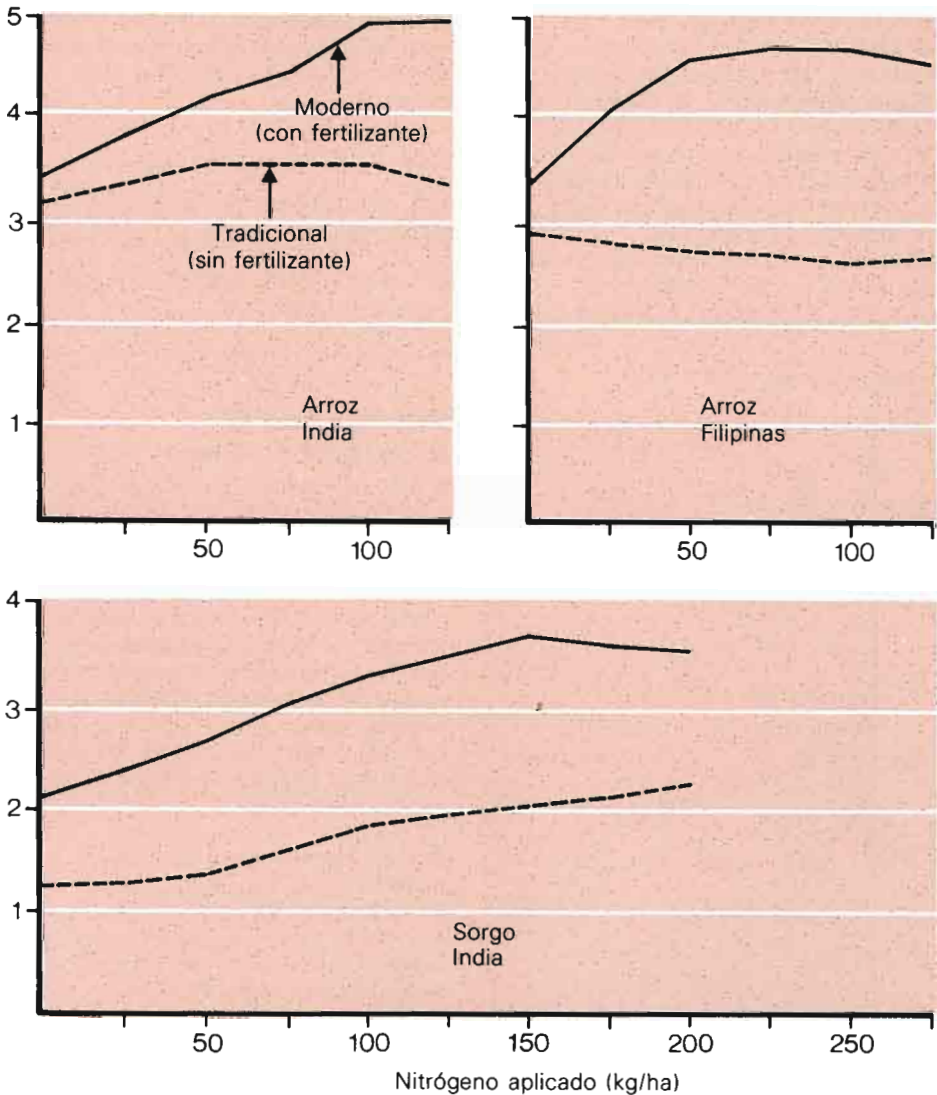 5
4
3
2
1
Moderno
(con fertilizante)
Tradicional
(sin fertilizante)
Arroz
India
50
100
Arroz
Filipinas
50
100
4
3
2
1
Sorgo
India
50
100
150
200
250
Nitrógeno aplicado (kg/ha)